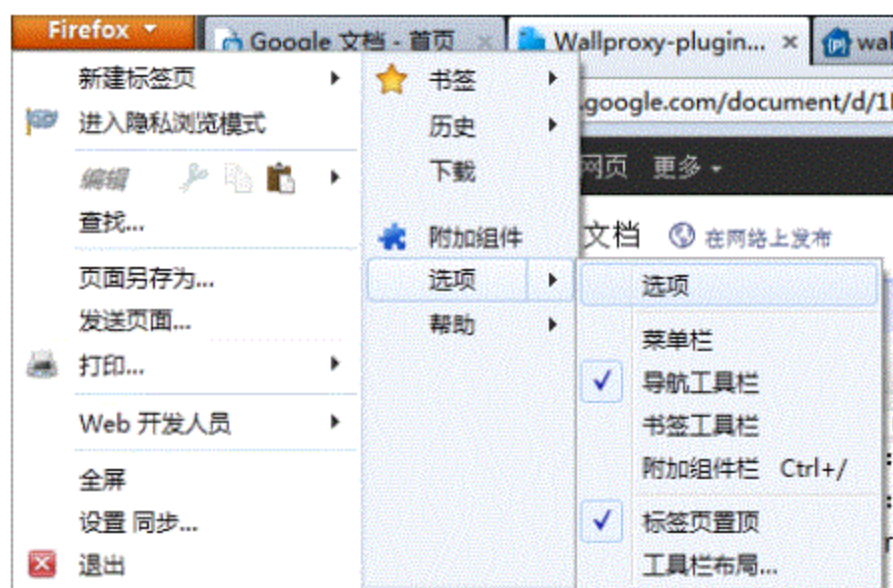 Firefox
Google 文档 - 首页
Wallproxy-plugin...
wal
新建标签页
进入隐私浏览模式
编辑
查找...
页面另存为...
发送页面...
打印...
Web 开发人员
全屏
设置 同步...
退出
书签
历史
下载
附加组件
选项
帮助
.google.com/document/d/1
网页 更多
文档 在网络上发布
选项
菜单栏
导航工具栏
书签工具栏
附加组件栏 Ctrl+/
标签页置顶
工具栏布局...